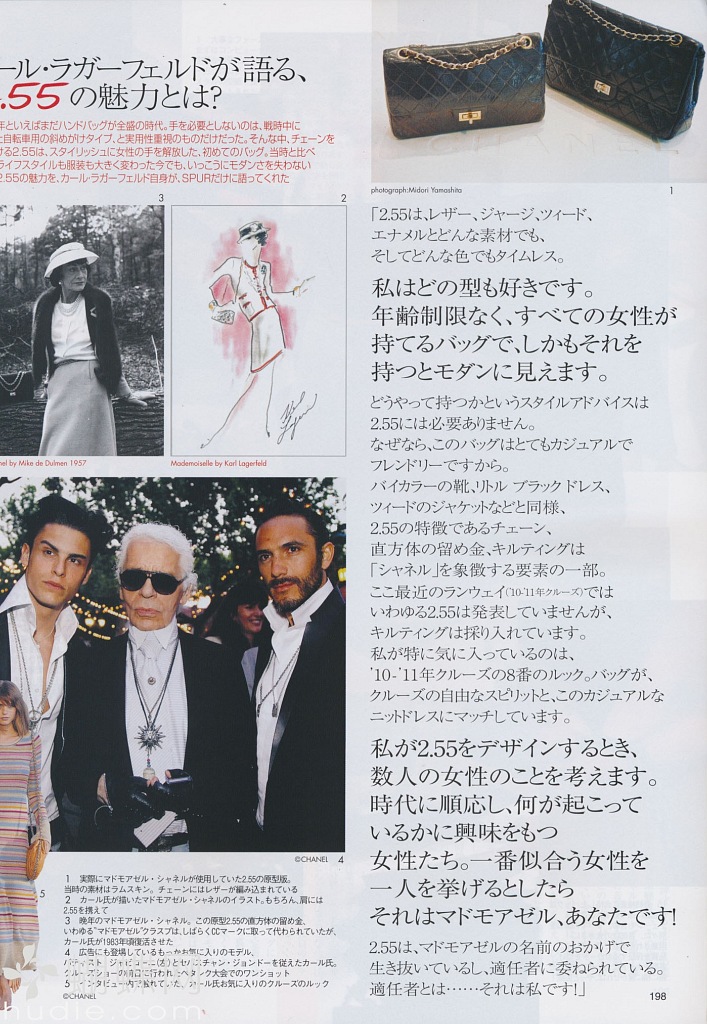 ール・ラガーフェルドが語る、
.55の魅力とは?
年といえばまだハンドバッグが全盛の時代。手を必要としないのは、戦時中に
自転車用の斜めがけタイプ、と実用性重視のものだけだった。そんな中、チェーンを
ける2.55は、スタイリッシュに女性の手を解放した、初めてのバッグ。当時と比べ
ライフスタイルも服装も大きく変わった今でも、いっこうにモダンさを失わない
2.55の魅力を、カール・ラガーフェルド自身が、SPURだけに語ってくれた
photograph:Midori Yamashita
1
3
2
nel by Mike de Dulmen 1957
Mademoiselle by Karl Lagerfeld
「2.55は、レザー、ジャージ、ツィード、
エナメルとどんな素材でも、
そしてどんな色でもタイムレス。
私はどの型も好きです。
年齢制限なく、すべての女性が
持てるバッグで、しかもそれを
持つとモダンに見えます。
どうやって持つかというスタイルアドバイスは
2.55には必要ありません。
なぜなら、このバッグはとてもカジュアルで
フレンドリーですから。
バイカラーの靴、リトル ブラックドレス、
ツィードのジャケットなどと同様、
2.55の特徴であるチェーン、
直方体の留め金、キルティングは
「シャネル」を象徴する要素の一部。
ここ最近のランウェイ('10-'11年クルーズ)では
いわゆる2.55は発表していませんが、
キルティングは採り入れています。
私が特に気に入っているのは、
'10-'11年クルーズの8番のルック。バッグが、
クルーズの自由なスピリットと、このカジュアルな
ニットドレスにマッチしています。
私が2.55をデザインするとき、
数人の女性のことを考えます。
時代に順応し、何が起こって
いるかに興味をもつ
女性たち。一番似合う女性を
一人を挙げるとしたら
それはマドモアゼル、あなたです!
2.55は、マドモアゼルの名前のおかげで
生き抜いているし、適任者に委ねられている。
適任者とは……それは私です!」
198
©CHANEL 4
5
1 実際にマドモアゼル・シャネルが使用していた2.55の原型版。
当時の素材はラムスキン。チェーンにはレザーが編み込まれている
2 カール氏が描いたマドモアゼル・シャネルのイラスト。もちろん、肩には
2.55を携えて
3 晩年のマドモアゼル・シャネル。この原型2.55の直方体の留め金、
いわゆる"マドモアゼル"クラスプは、しばらくCCマークに取って代わられていたが、
カール氏が1983年頃復活させた
4 広告にも登場しているもっかお気に入りのモデル、
バティスト・ジャビコーニ(左)とセバスチャン・ジョンドーを従えたカール氏。
クルーズショーの前日に行われた、ペタンク大会でのワンショット
5 インタビュー内で触れていた、カール氏お気に入りのクルーズのルック
©CHANEL
hudie.com